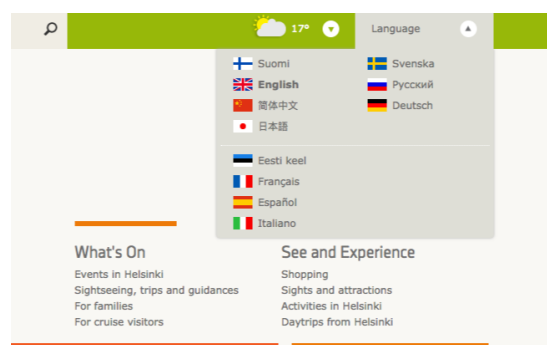 17° Language
Suomi
English
简体中文
日本語
Svenska
Русский
Deutsch
Eesti keel
Français
Español
Italiano
What's On
Events in Helsinki
Sightseeing, trips and guidances
For families
For cruise visitors
See and Experience
Shopping
Sights and attractions
Activities in Helsinki
Daytrips from Helsinki